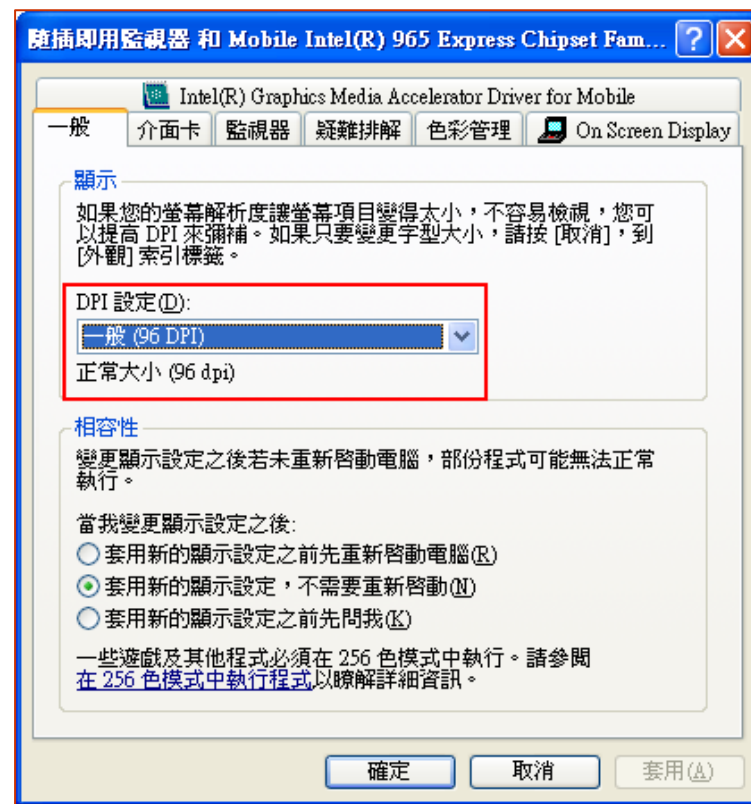 隨插即用監視器 和 Mobile Intel(R) 965 Express Chipset Fam...
Intel(R) Graphics Media Accelerator Driver for Mobile
一般 介面卡 監視器 疑難排解 色彩管理 On Screen Display
顯示
如果您的螢幕解析度讓螢幕項目變得太小，不容易檢視，您可
以提高 DPI 來彌補。如果只要變更字型大小，請按 [取消]，到
[外觀] 索引標籤。
DPI 設定(D):
一般 (96 DPI)
正常大小 (96 dpi)
相容性
變更顯示設定之後若未重新啓動電腦，部份程式可能無法正常
執行。
當我變更顯示設定之後:
套用新的顯示設定之前先重新啓動電腦(R)
套用新的顯示設定，不需要重新啓動(N)
套用新的顯示設定之前先問我(K)
一些遊戲及其他程式必須在 256 色模式中執行。請參閱
在 256 色模式中執行程式以瞭解詳細資訊。
確定 取消 套用(A)